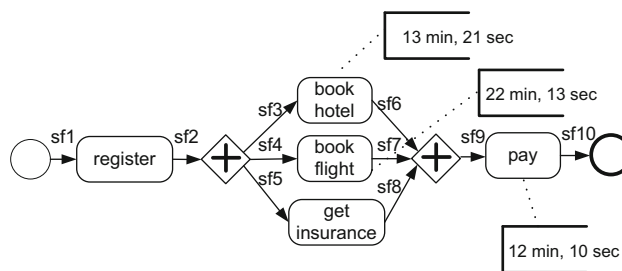 13 min, 21 sec
book
hotel
sf3
sf6
22 min, 13 sec
sf1
sf2
sf4
sf7
sf9
sf10
register
book
flight
pay
sf5
sf8
get
insurance
12 min, 10 sec